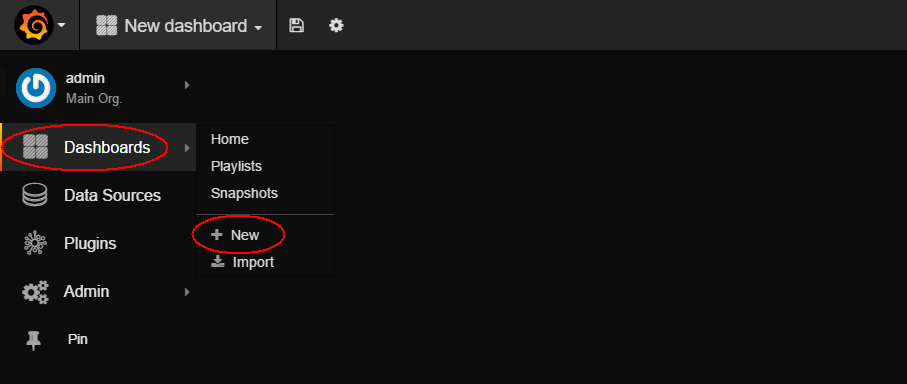 New dashboard
admin
Main Org.
Dashboards
Home
Playlists
Snapshots
New
Import
Data Sources
Plugins
Admin
Pin